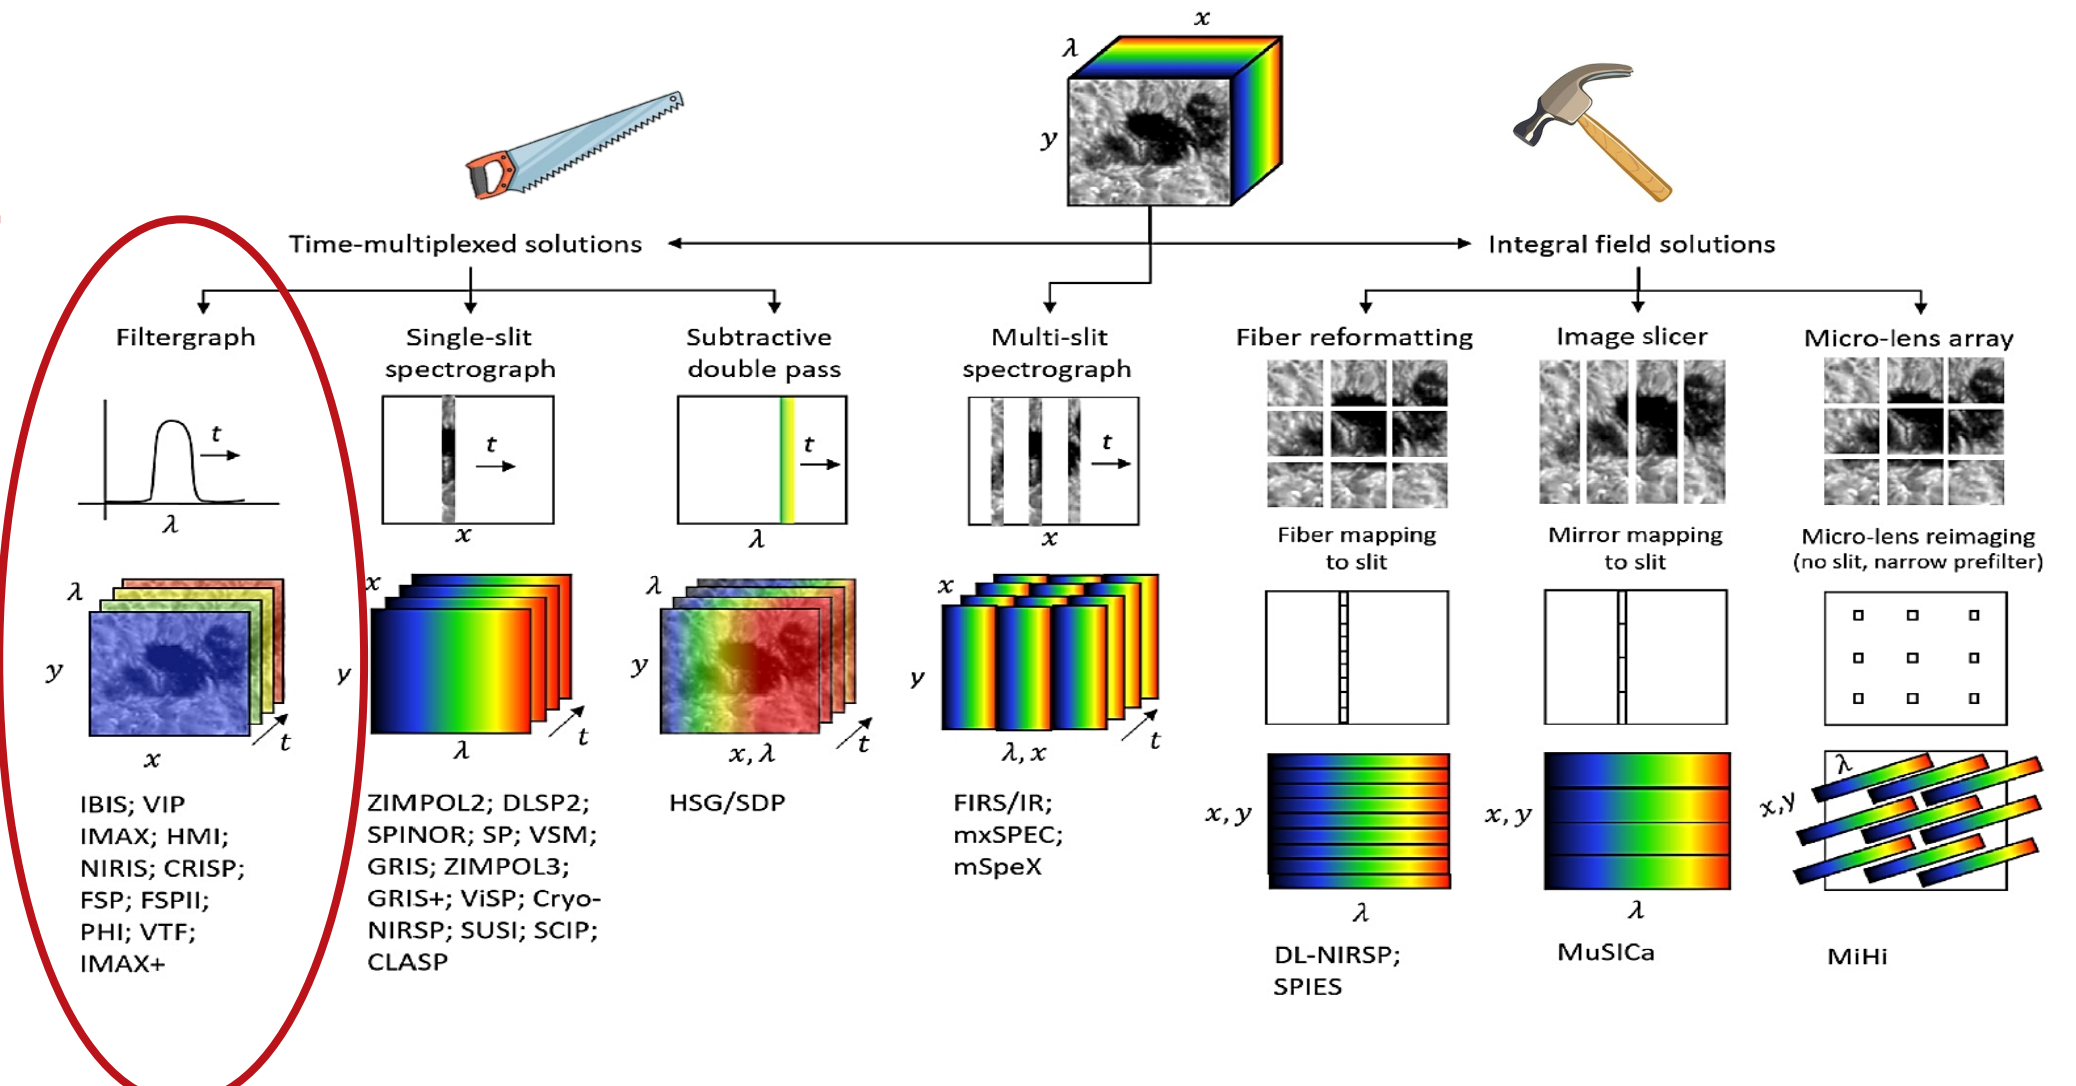 x
λ
y
Time-multiplexed solutions
Integral field solutions
Filtergraph
t
λ
λ
y
t
x
IBIS; VIP
IMAX; HMI;
NIRIS; CRISP;
FSP; FSPII;
PHI; VTF;
IMAX+
Single-slit
spectrograph
t
x
x
y
t
λ
ZIMPOL2; DLSP2;
SPINOR; SP; VSM;
GRIS; ZIMPOL3;
GRIS+; ViSP; Cryo-
NIRSP; SUSI; SCIP;
CLASP
Subtractive
double pass
t
λ
λ
y
t
x, λ
HSG/SDP
Multi-slit
spectrograph
t
x
x
y
t
λ, x
FIRS/IR;
mxSPEC;
mSpeX
Fiber reformatting
Fiber mapping
to slit
x, y
λ
DL-NIRSP;
SPIES
Image slicer
Mirror mapping
to slit
x, y
λ
MuSICa
Micro-lens array
Micro-lens reimaging
(no slit, narrow prefilter)
λ
x,y
MiHi